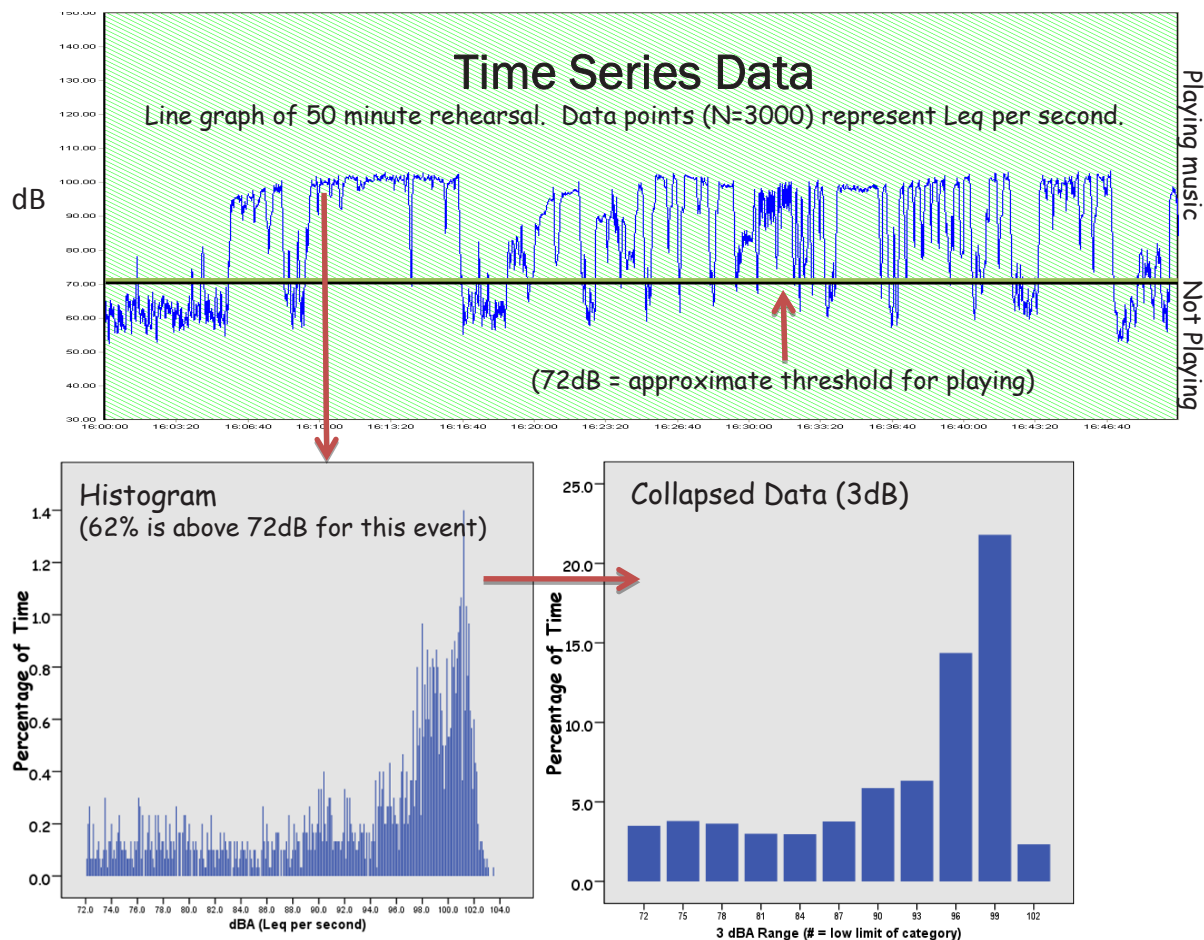 150.00
140.00
130.00
120.00
110.00
100.00
90.00
80.00
70.00
60.00
50.00
40.00
30.00
dB
Time Series Data
Line graph of 50 minute rehearsal. Data points (N=3000) represent Leq per second.
Playing music
Not Playing
(72dB = approximate threshold for playing)
16:00:00 16:03:20 16:06:40 16:10:00 16:13:20 16:16:40 16:20:00 16:23:20 16:26:40 16:30:00 16:33:20 16:36:40 16:40:00 16:43:20 16:46:40
Histogram
(62% is above 72dB for this event)
Percentage of Time
1.4
1.2
1.0
0.8
0.6
0.4
0.2
0.0
72.0 74.0 76.0 78.0 80.0 82.0 84.0 86.0 88.0 90.0 92.0 94.0 96.0 98.0 100.0 102.0 104.0
dBA (Leq per second)
Collapsed Data (3dB)
Percentage of Time
25.0
20.0
15.0
10.0
5.0
0.0
72 75 78 81 84 87 90 93 96 99 102
3 dBA Range (# = low limit of category)